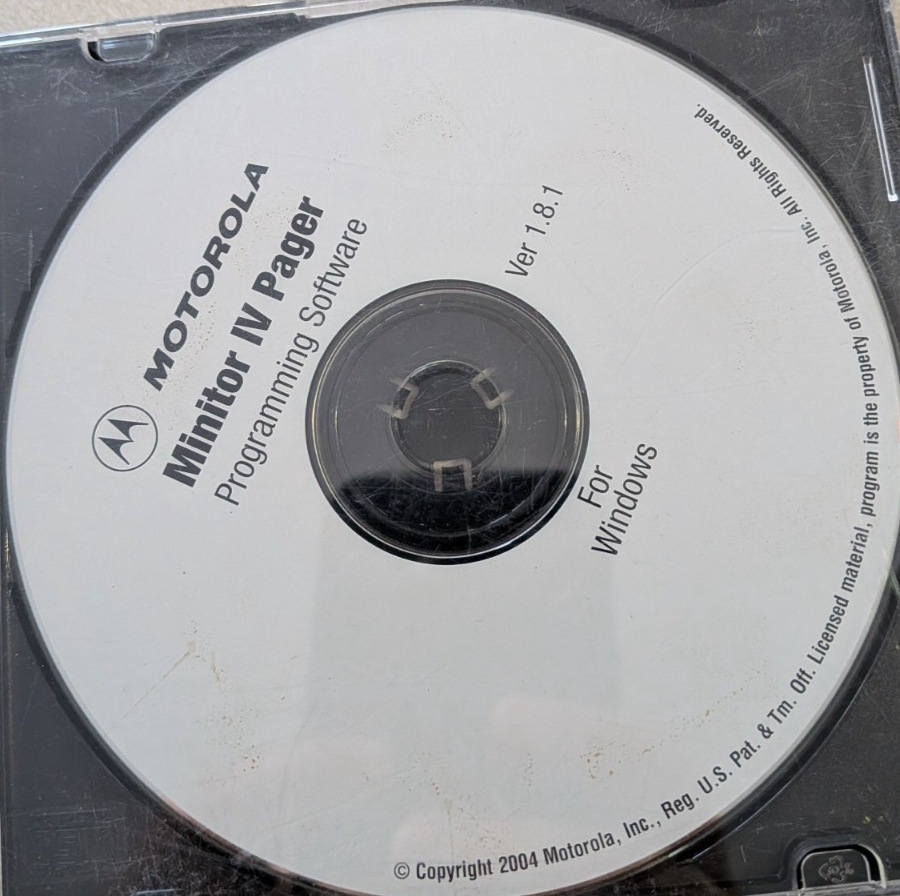 MOTOROLA
Minitor IV Pager
Programming Software
Ver 1.8.1
For
Windows
© Copyright 2004 Motorola, Inc., Reg. U.S. Pat. & Tm. Off. Licensed material, program is the property of Motorola, Inc. All Rights Reserved.